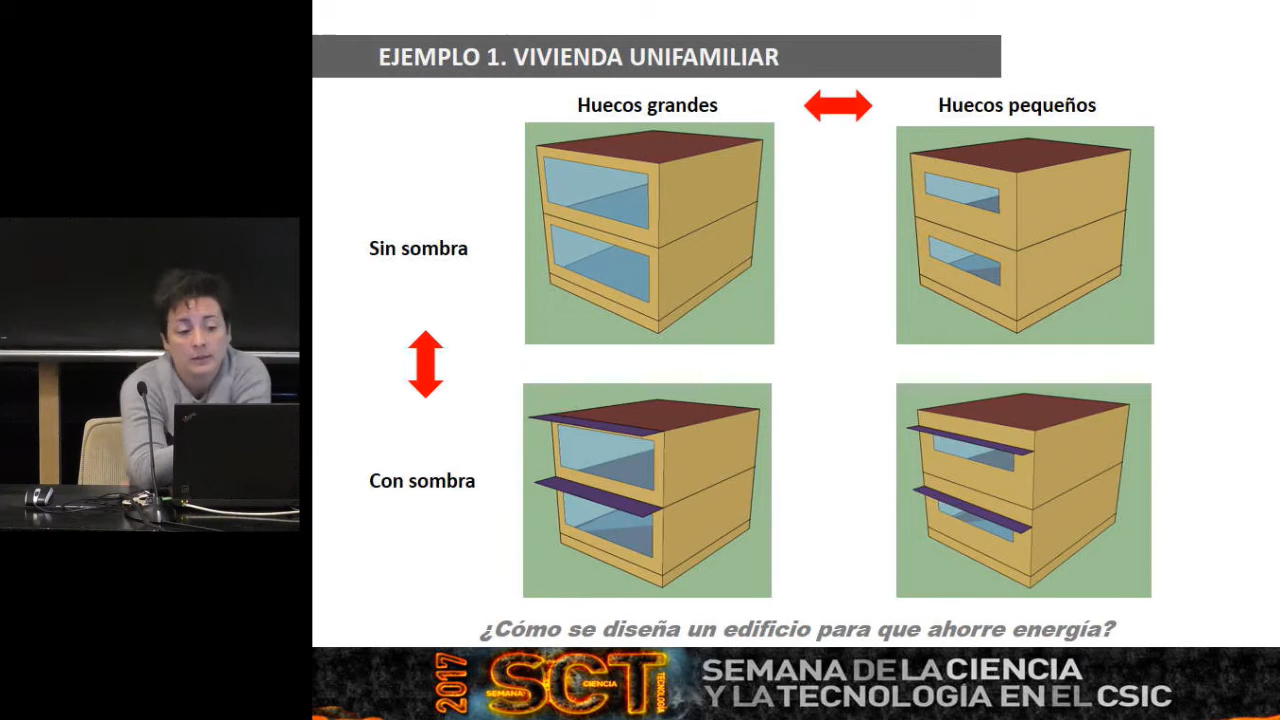 EJEMPLO 1. VIVIENDA UNIFAMILIAR
Huecos grandes
Huecos pequeños
Sin sombra
Con sombra
¿Cómo se diseña un edificio para que ahorre energía?
2017
SCT
SEMANA
CIENCIA
TECNOLOGIA
SEMANA DE LA CIENCIA
Y LA TECNOLOGÍA EN EL CSIC